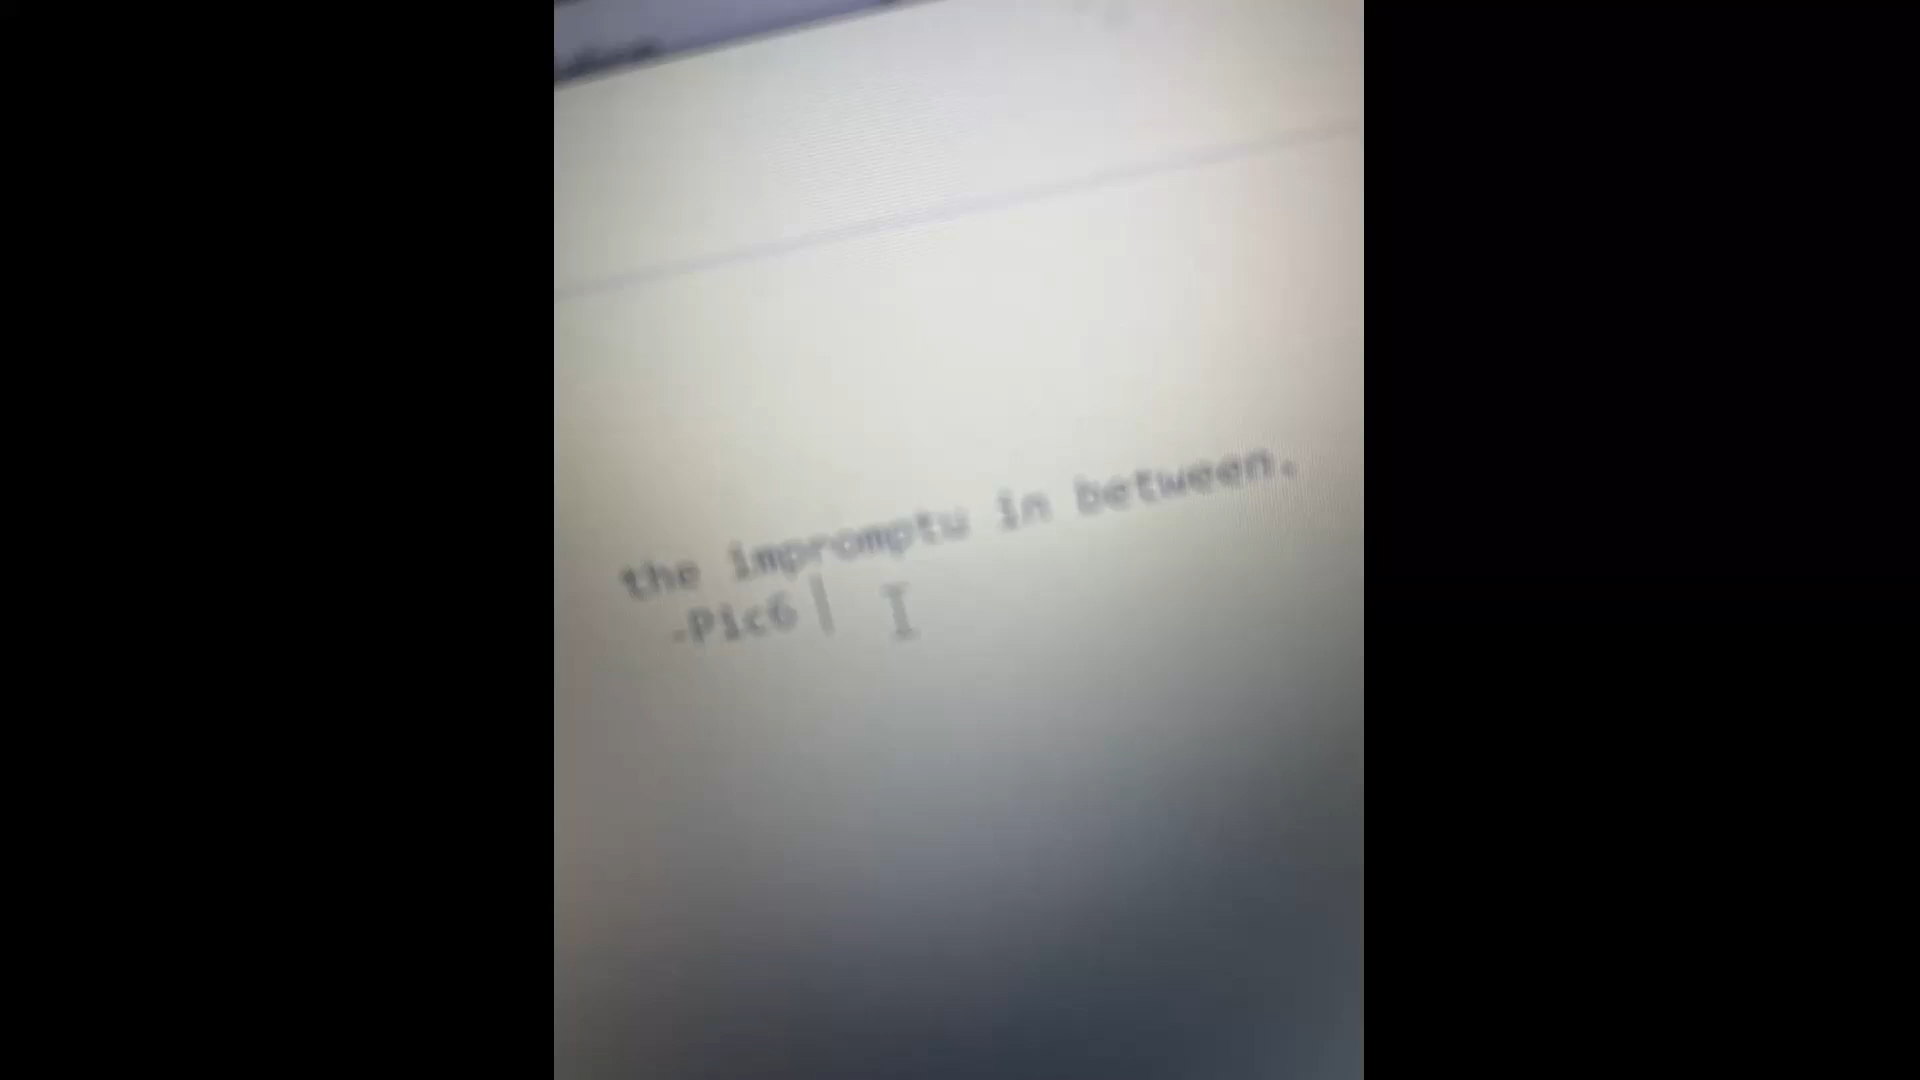 the impromptu in between.
-Pic6